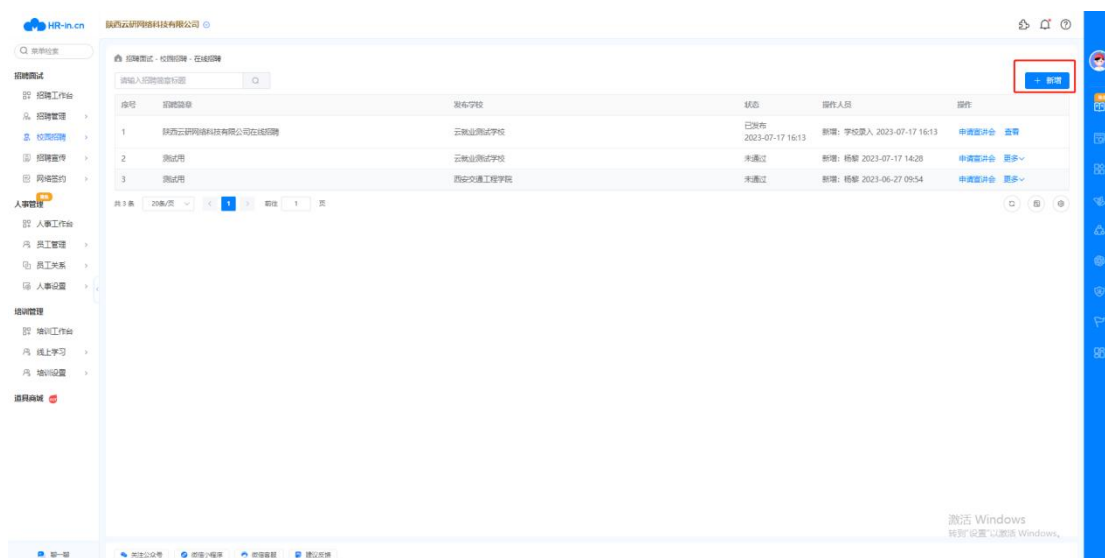 HR-in.cn
陕西云研网络科技有限公司
菜单检索
招聘面试 - 校园招聘 - 在线招聘
招聘面试
请输入招聘简章标题
+ 新增
招聘工作台
序号 招聘简章 发布学校 状态 操作人员 操作
招聘管理
校园招聘
1 陕西云研网络科技有限公司在线招聘 云就业测试学校 已发布 2023-07-17 16:13 新增：学校录入 2023-07-17 16:13 申请宣讲会 查看
招聘宣传
2 测试用 云就业测试学校 未通过 新增：杨黎 2023-07-17 14:28 申请宣讲会 更多
网络签约
3 测试用 西安交通工程学院 未通过 新增：杨黎 2023-06-27 09:54 申请宣讲会 更多
人事管理
共 3 条 20条/页 < 1 > 前往 1 页
人事工作台
员工管理
员工关系
人事设置
培训管理
培训工作台
线上学习
培训设置
道具商城
激活 Windows
转到"设置"以激活 Windows。
聊一聊 关注公众号 微信小程序 微信客服 建议反馈